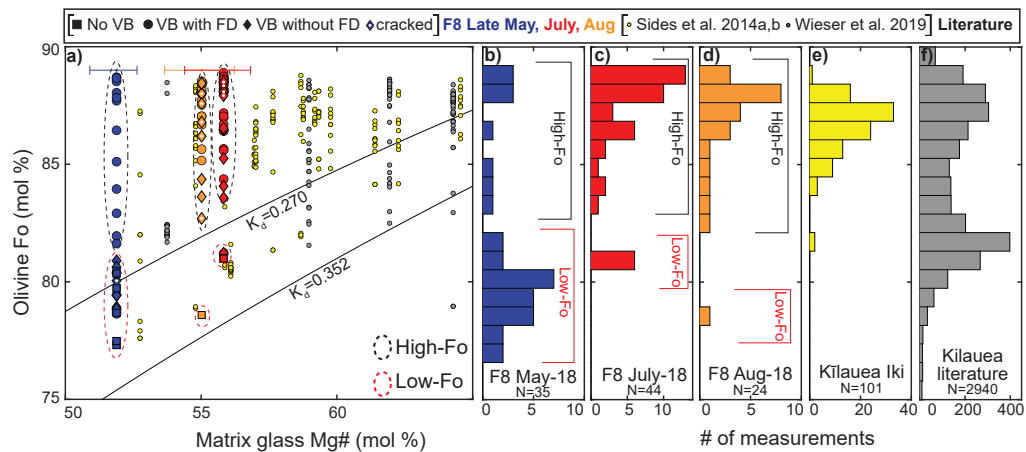 [■ No VB ● VB with FD ◆ VB without FD ◇ cracked] F8 Late May, July, Aug [○ Sides et al. 2014a,b ● Wieser et al. 2019] Literature
a)
b)
c)
d)
e)
f)
90
85
80
75
Olivine Fo (mol %)
K_d=0.270
K_d=0.352
High-Fo
Low-Fo
50 55 60
Matrix glass Mg# (mol %)
High-Fo
Low-Fo
F8 May-18
N=35
0 5 10
High-Fo
Low-Fo
F8 July-18
N=44
0 5 10
High-Fo
Low-Fo
F8 Aug-18
N=24
0 5 10
Kīlauea Iki
N=101
0 20 40
Kilauea
literature
N=2940
0 200 400
# of measurements